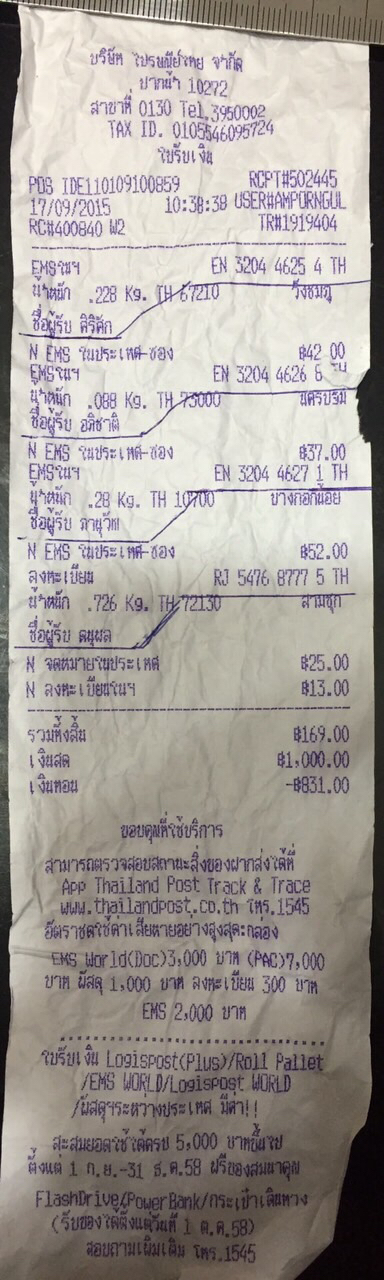 บริษัท ไปรษณีย์ไทย จำกัด
ปากน้ำ 10272
สาขาที่ 0130 Tel.3950002
TAX ID. 0105546095724
ใบรับเงิน
POS IDE110109100859 RCPT#502445
17/09/2015 10:38:38 USER#AMPORNGUL
RC#400840 W2 TR#1919404
EMSในฯ EN 3204 4625 4 TH
น้ำหนัก .228 Kg. TH 67210 วังชมภู
ชื่อผู้รับ ศิริศัก
N EMS ในประเทศ-ซอง ฿42.00
EMSในฯ EN 3204 4626 8 TH
น้ำหนัก .088 Kg. TH 73000 นครปฐม
ชื่อผู้รับ อภิชาติ
N EMS ในประเทศ-ซอง ฿37.00
EMSในฯ EN 3204 4627 1 TH
น้ำหนัก .28 Kg. TH 10700 บางกอกน้อย
ชื่อผู้รับ ภานุวัฒ
N EMS ในประเทศ-ซอง ฿52.00
ลงทะเบียน RJ 5476 8777 5 TH
น้ำหนัก .726 Kg. TH 72130 สามชุก
ชื่อผู้รับ ดนุผล
N จดหมายในประเทศ ฿25.00
N ลงทะเบียนในฯ ฿13.00
รวมทั้งสิ้น ฿169.00
เงินสด ฿1,000.00
เงินทอน -฿831.00
ขอบคุณที่ใช้บริการ
สามารถตรวจสอบสถานะสิ่งของฝากส่งได้ที่
App Thailand Post Track & Trace
www.thailandpost.co.th โทร.1545
อัตราชดใช้ค่าเสียหายอย่างสูงสุด:กล่อง
EMS World(Doc)3,000 บาท (PAC)7,000
บาท พัสดุ 1,000 บาท ลงทะเบียน 300 บาท
EMS 2,000 บาท
ใบรับเงิน Logispost(Plus)/Roll Pallet
/EMS WORLD/Logispost WORLD
/พัสดุฯระหว่างประเทศ มีค่า!!
สะสมยอดใช้ได้ครบ 5,000 บาทขึ้นไป
ตั้งแต่ 1 ก.ย.-31 ธ.ค.58 ฟรีของสมนาคุณ
FlashDrive/PowerBank/กระเป๋าเดินทาง
(รับของได้ตั้งแต่วันที่ 1 ต.ค.58)
สอบถามเพิ่มเติม โทร.1545